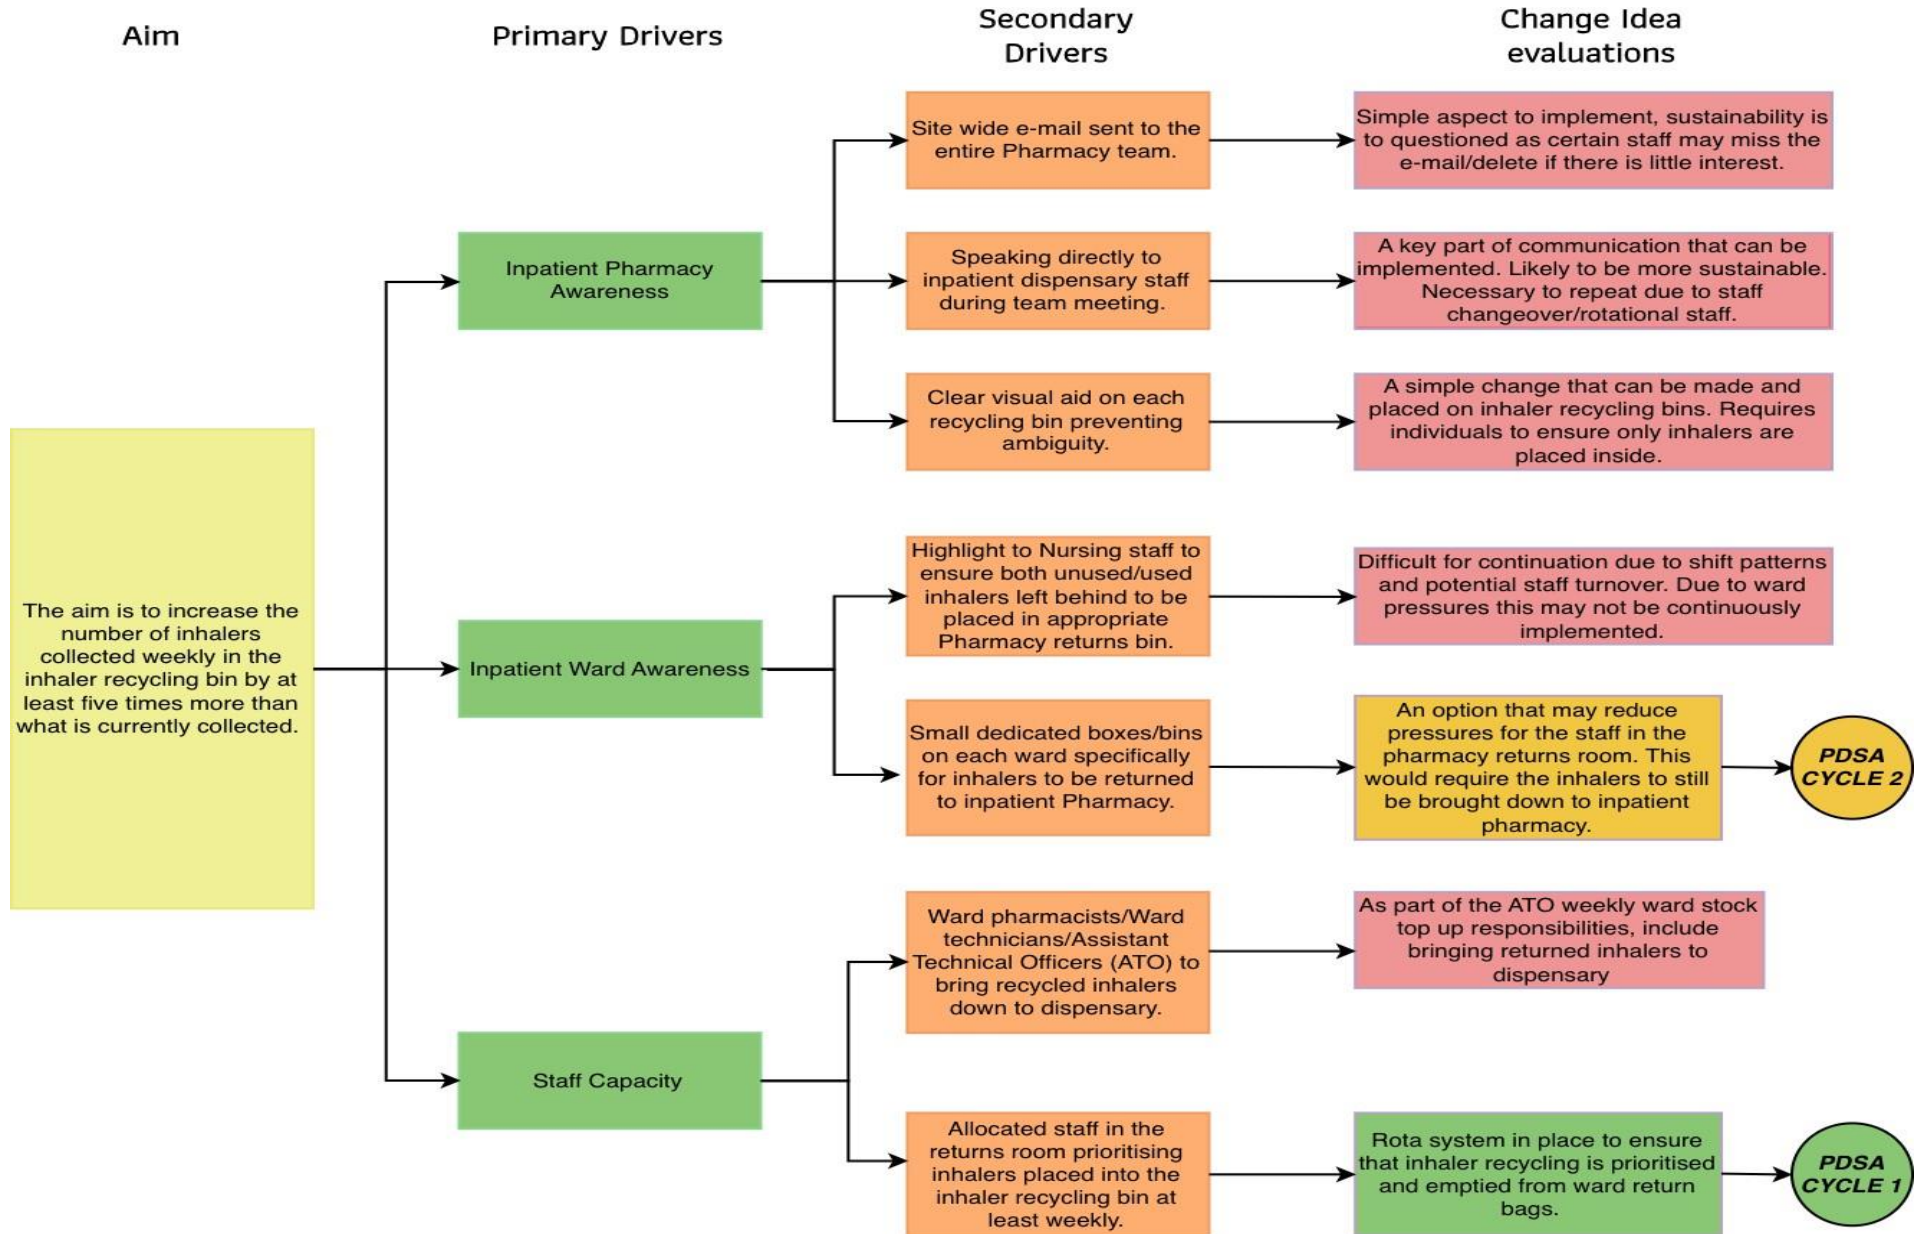 Aim
Primary Drivers
Secondary
Drivers
Change Idea
evaluations
The aim is to increase the
number of inhalers
collected weekly in the
inhaler recycling bin by at
least five times more than
what is currently collected.
Inpatient Pharmacy
Awareness
Site wide e-mail sent to the
entire Pharmacy team.
Simple aspect to implement, sustainability is
to questioned as certain staff may miss the
e-mail/delete if there is little interest.
Speaking directly to
inpatient dispensary staff
during team meeting.
A key part of communication that can be
implemented. Likely to be more sustainable.
Necessary to repeat due to staff
changeover/rotational staff.
Clear visual aid on each
recycling bin preventing
ambiguity.
A simple change that can be made and
placed on inhaler recycling bins. Requires
individuals to ensure only inhalers are
placed inside.
Inpatient Ward Awareness
Highlight to Nursing staff to
ensure both unused/used
inhalers left behind to be
placed in appropriate
Pharmacy returns bin.
Difficult for continuation due to shift patterns
and potential staff turnover. Due to ward
pressures this may not be continuously
implemented.
Small dedicated boxes/bins
on each ward specifically
for inhalers to be returned
to inpatient Pharmacy.
An option that may reduce
pressures for the staff in the
pharmacy returns room. This
would require the inhalers to still
be brought down to inpatient
pharmacy.
PDSA
CYCLE 2
Staff Capacity
Ward pharmacists/Ward
technicians/Assistant
Technical Officers (ATO) to
bring recycled inhalers
down to dispensary.
As part of the ATO weekly ward stock
top up responsibilities, include
bringing returned inhalers to
dispensary
Allocated staff in the
returns room prioritising
inhalers placed into the
inhaler recycling bin at
least weekly.
Rota system in place to ensure
that inhaler recycling is prioritised
and emptied from ward return
bags.
PDSA
CYCLE 1